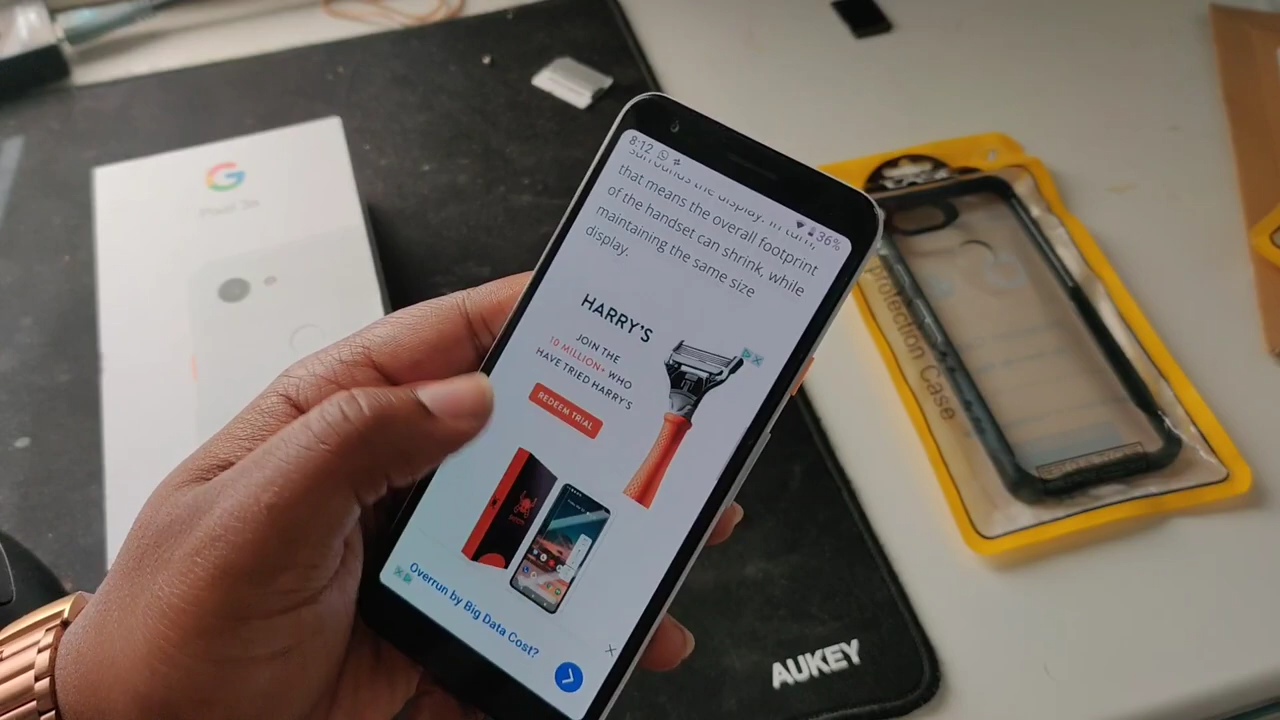 G
Pixel 3a
8:12
36%
surrounds the display. In turn,
that means the overall footprint
of the handset can shrink, while
maintaining the same size
display.
HARRY'S
JOIN THE
10 MILLION+ WHO
HAVE TRIED HARRY'S
REDEEM TRIAL
Overrun by Big Data Cost?
Protection Case
AUKEY